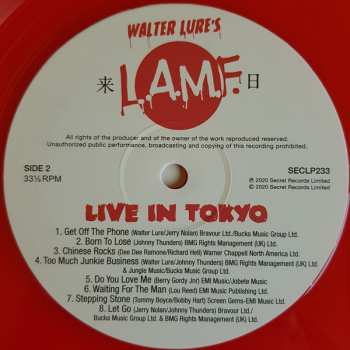 WALTER LURE'S
来 L.A.M.F. 日
All rights of the producer and of the owner of the work reproduced reserved.
Unauthorized public performance, broadcasting and copying of this recording prohibited.
SIDE 2
33⅓ RPM
SECLP233
℗ 2020 Secret Records Limited
© 2020 Secret Records Limited
LIVE IN TOKYO
1. Get Off The Phone (Walter Lure/Jerry Nolan) Bravour Ltd./Bucks Music Group Ltd.
2. Born To Lose (Johnny Thunders) BMG Rights Management (UK) Ltd.
3. Chinese Rocks (Dee Dee Ramone/Richard Hell) Warner Chappell North America Ltd.
4. Too Much Junkie Business (Walter Lure/Johnny Thunders) BMG Rights Management (UK) Ltd.
& Jungle Music/Bucks Music Group Ltd.
5. Do You Love Me (Berry Gordy Jnr) EMI Music/Jobete Music
6. Waiting For The Man (Lou Reed) EMI Music Publishing Ltd.
7. Stepping Stone (Tommy Boyce/Bobby Hart) Screen Gems-EMI Music Ltd.
8. Let Go (Jerry Nolan/Johnny Thunders) Bravour Ltd./
Bucks Music Group Ltd. & BMG Rights Management (UK) Ltd.